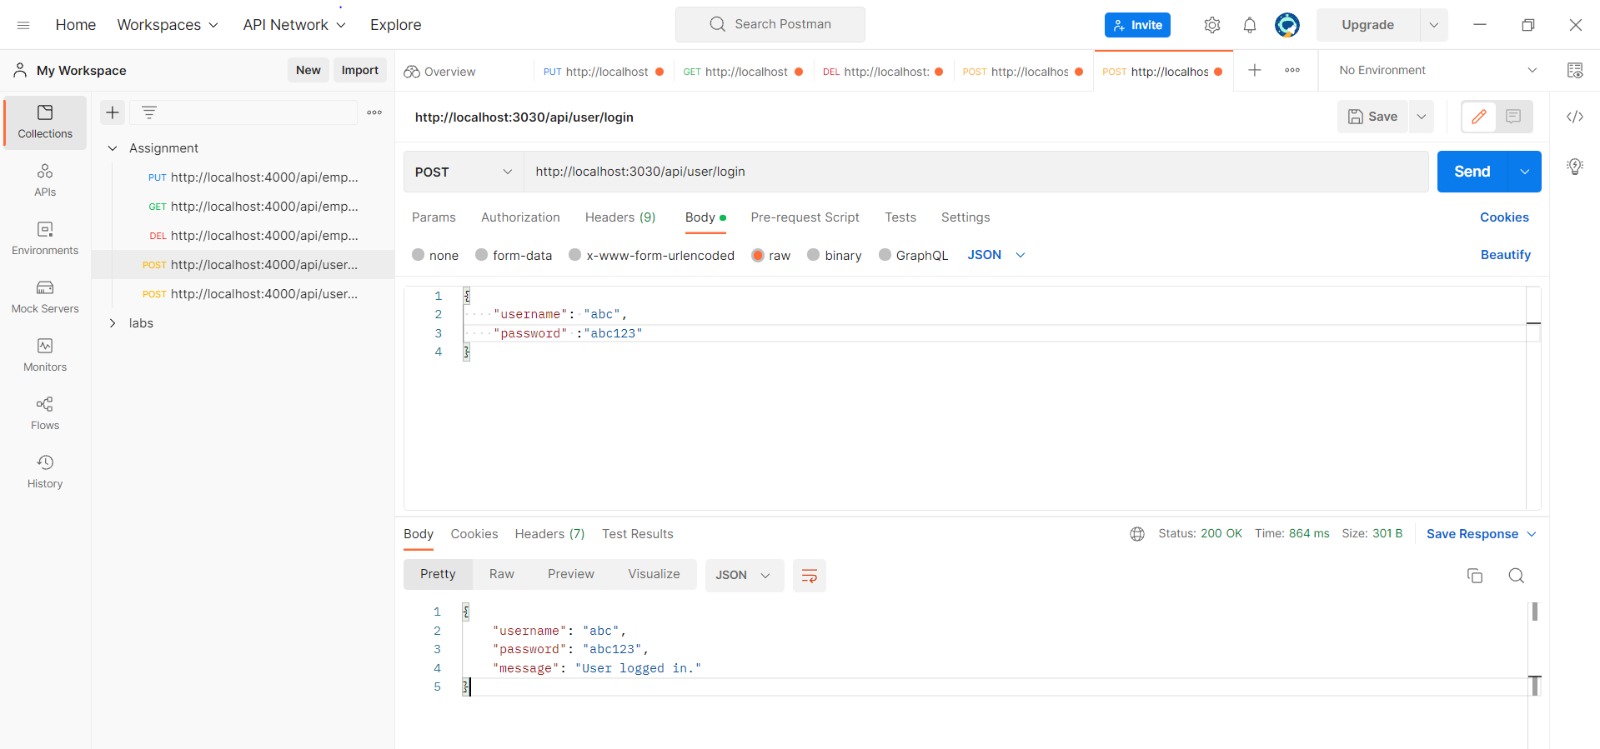 Home Workspaces API Network Explore Search Postman Invite Upgrade
My Workspace New Import Overview PUT http://localhost GET http://localhost DEL http://localhost: POST http://localhos POST http://localhos No Environment
Collections
APIs
Environments
Mock Servers
Monitors
Flows
History
Assignment
PUT http://localhost:4000/api/emp...
GET http://localhost:4000/api/emp...
DEL http://localhost:4000/api/emp...
POST http://localhost:4000/api/user...
POST http://localhost:4000/api/user...
labs
http://localhost:3030/api/user/login Save
POST http://localhost:3030/api/user/login Send
Params Authorization Headers (9) Body Pre-request Script Tests Settings Cookies
none form-data x-www-form-urlencoded raw binary GraphQL JSON Beautify
1 {
2 "username": "abc",
3 "password" :"abc123"
4 }
Body Cookies Headers (7) Test Results Status: 200 OK Time: 864 ms Size: 301 B Save Response
Pretty Raw Preview Visualize JSON
1 {
2 "username": "abc",
3 "password": "abc123",
4 "message": "User logged in."
5 }